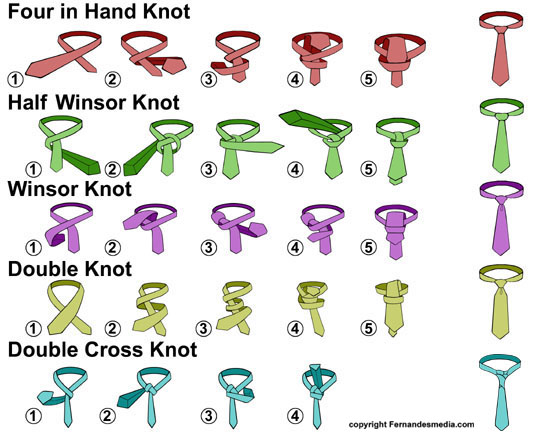 Four in Hand Knot
1 2 3 4 5
Half Winsor Knot
1 2 3 4 5
Winsor Knot
1 2 3 4 5
Double Knot
1 2 3 4 5
Double Cross Knot
1 2 3 4
copyright Fernandesmedia.com